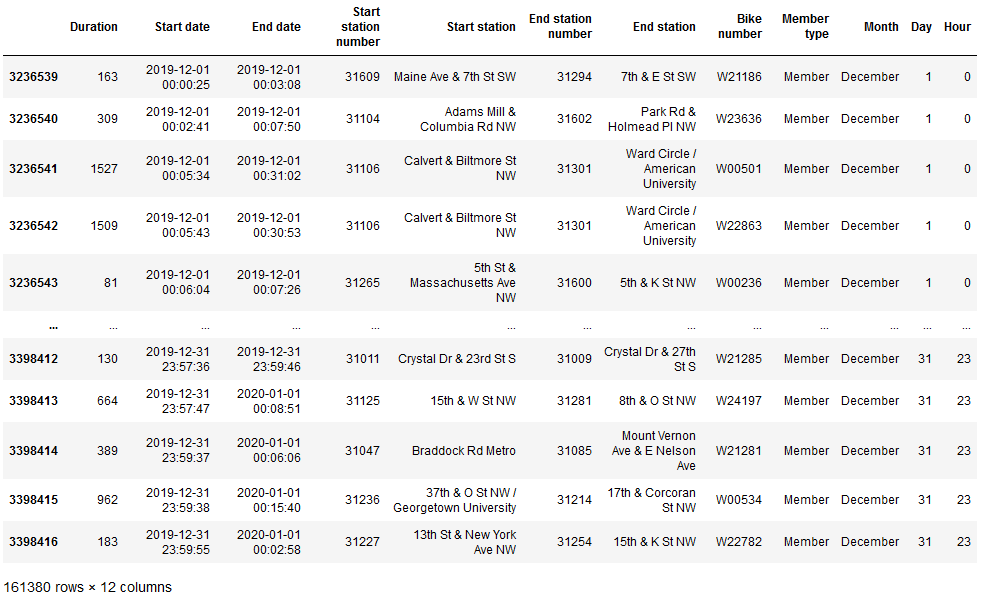 Duration Start date End date Start station number Start station End station number End station Bike number Member type Month Day Hour
3236539 163 2019-12-01 00:00:25 2019-12-01 00:03:08 31609 Maine Ave & 7th St SW 31294 7th & E St SW W21186 Member December 1 0
3236540 309 2019-12-01 00:02:41 2019-12-01 00:07:50 31104 Adams Mill & Columbia Rd NW 31602 Park Rd & Holmead Pl NW W23636 Member December 1 0
3236541 1527 2019-12-01 00:05:34 2019-12-01 00:31:02 31106 Calvert & Biltmore St NW 31301 Ward Circle / American University W00501 Member December 1 0
3236542 1509 2019-12-01 00:05:43 2019-12-01 00:30:53 31106 Calvert & Biltmore St NW 31301 Ward Circle / American University W22863 Member December 1 0
3236543 81 2019-12-01 00:06:04 2019-12-01 00:07:26 31265 5th St & Massachusetts Ave NW 31600 5th & K St NW W00236 Member December 1 0
... ... ... ... ... ... ... ... ... ... ... ... ...
3398412 130 2019-12-31 23:57:36 2019-12-31 23:59:46 31011 Crystal Dr & 23rd St S 31009 Crystal Dr & 27th St S W21285 Member December 31 23
3398413 664 2019-12-31 23:57:47 2020-01-01 00:08:51 31125 15th & W St NW 31281 8th & O St NW W24197 Member December 31 23
3398414 389 2019-12-31 23:59:37 2020-01-01 00:06:06 31047 Braddock Rd Metro 31085 Mount Vernon Ave & E Nelson Ave W21281 Member December 31 23
3398415 962 2019-12-31 23:59:38 2020-01-01 00:15:40 31236 37th & O St NW / Georgetown University 31214 17th & Corcoran St NW W00534 Member December 31 23
3398416 183 2019-12-31 23:59:55 2020-01-01 00:02:58 31227 13th St & New York Ave NW 31254 15th & K St NW W22782 Member December 31 23
161380 rows × 12 columns